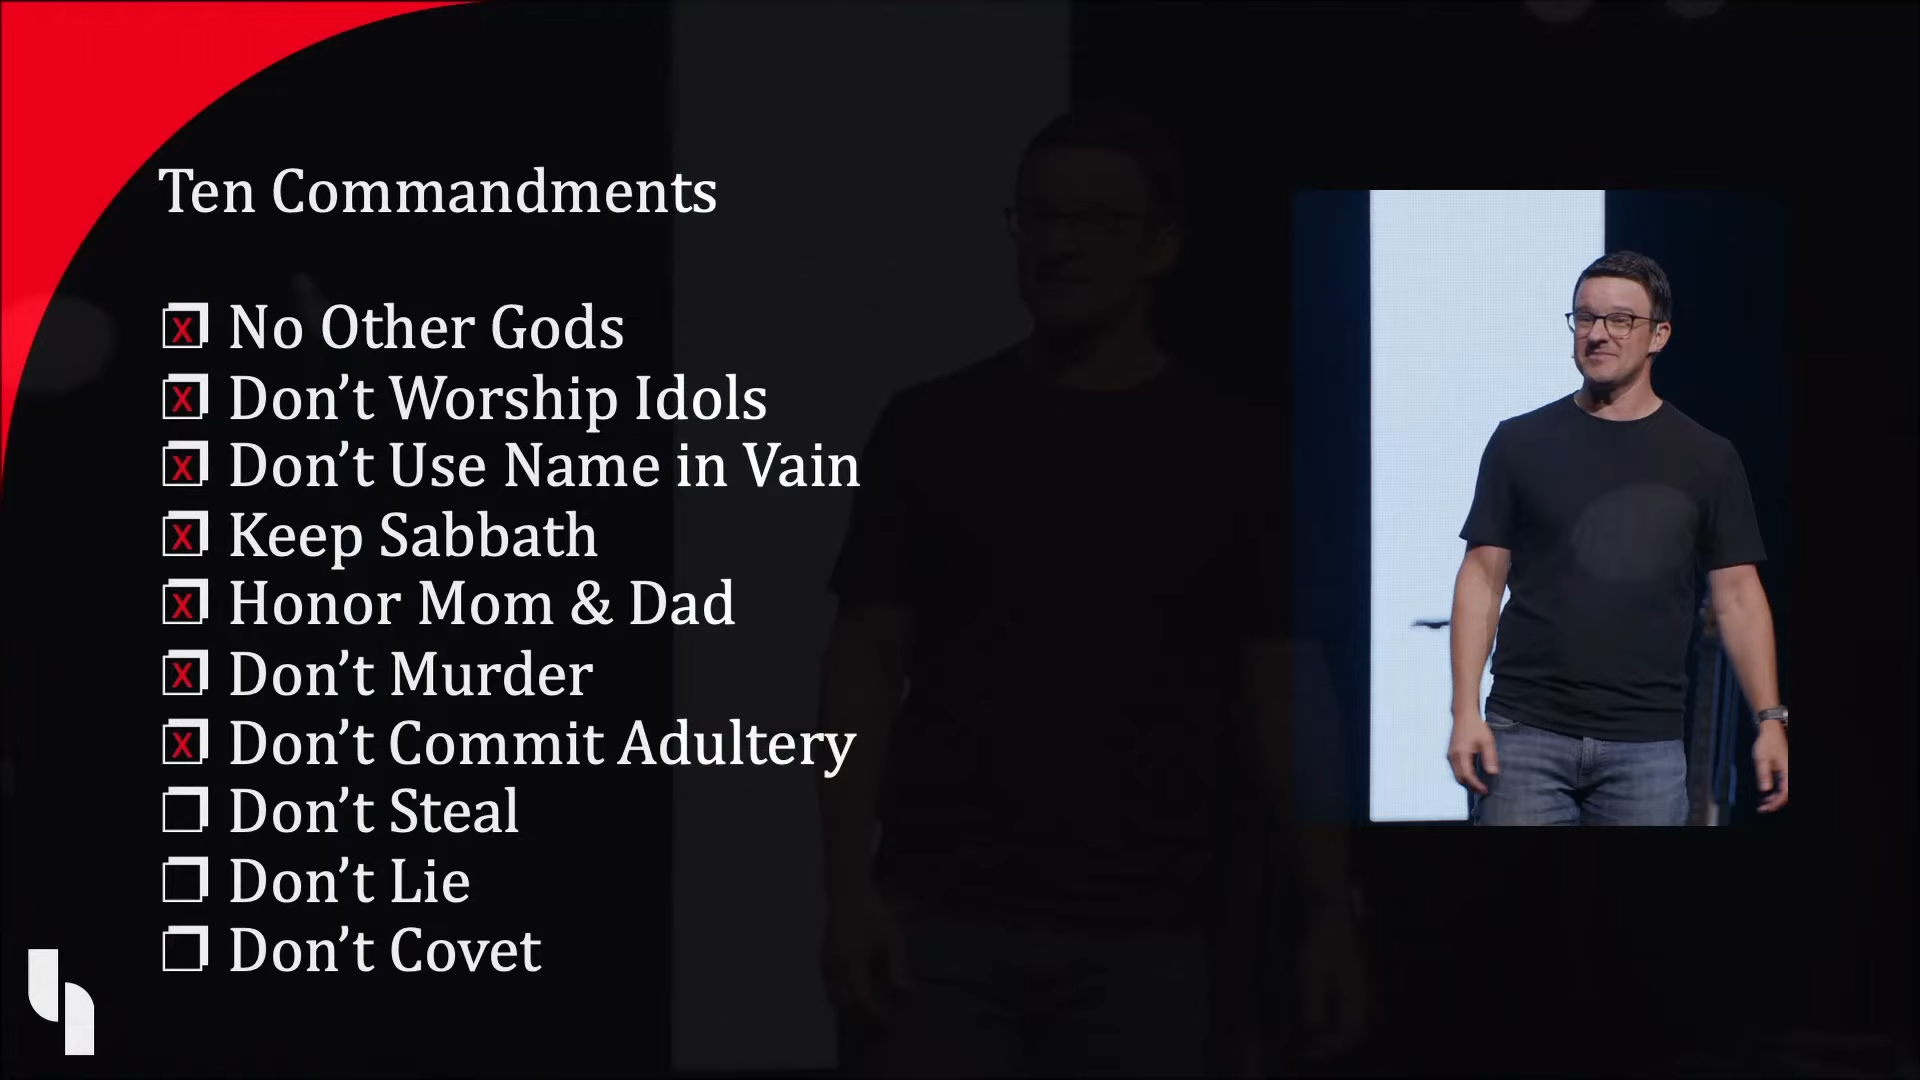 Ten Commandments
X No Other Gods
X Don’t Worship Idols
X Don’t Use Name in Vain
X Keep Sabbath
X Honor Mom & Dad
X Don’t Murder
X Don’t Commit Adultery
Don’t Steal
Don’t Lie
Don’t Covet